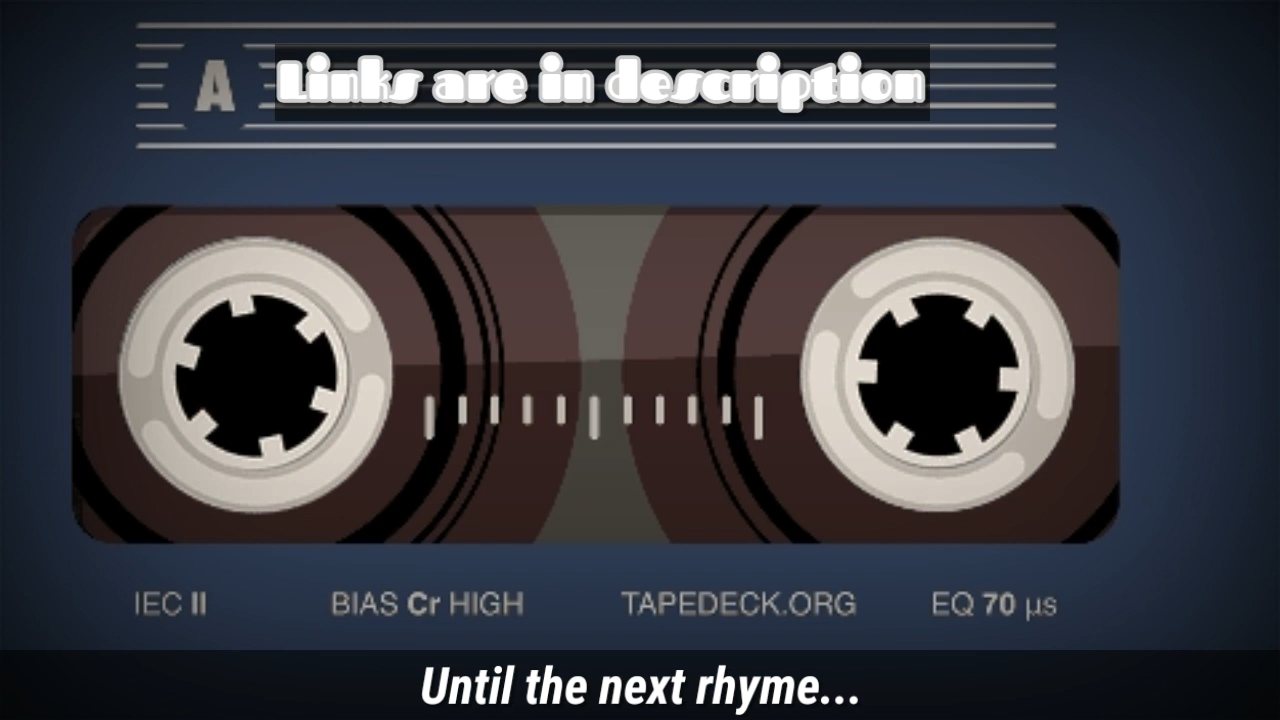 A
Links are in description
IEC II
BIAS Cr HIGH
TAPEDECK.ORG
EQ 70 µs
Until the next rhyme...